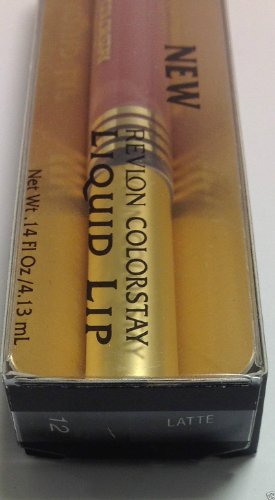 NEW
REVLON COLORSTAY
LIQUID LIP
Net Wt. .14 Fl Oz / 4.13 mL
12
LATTE